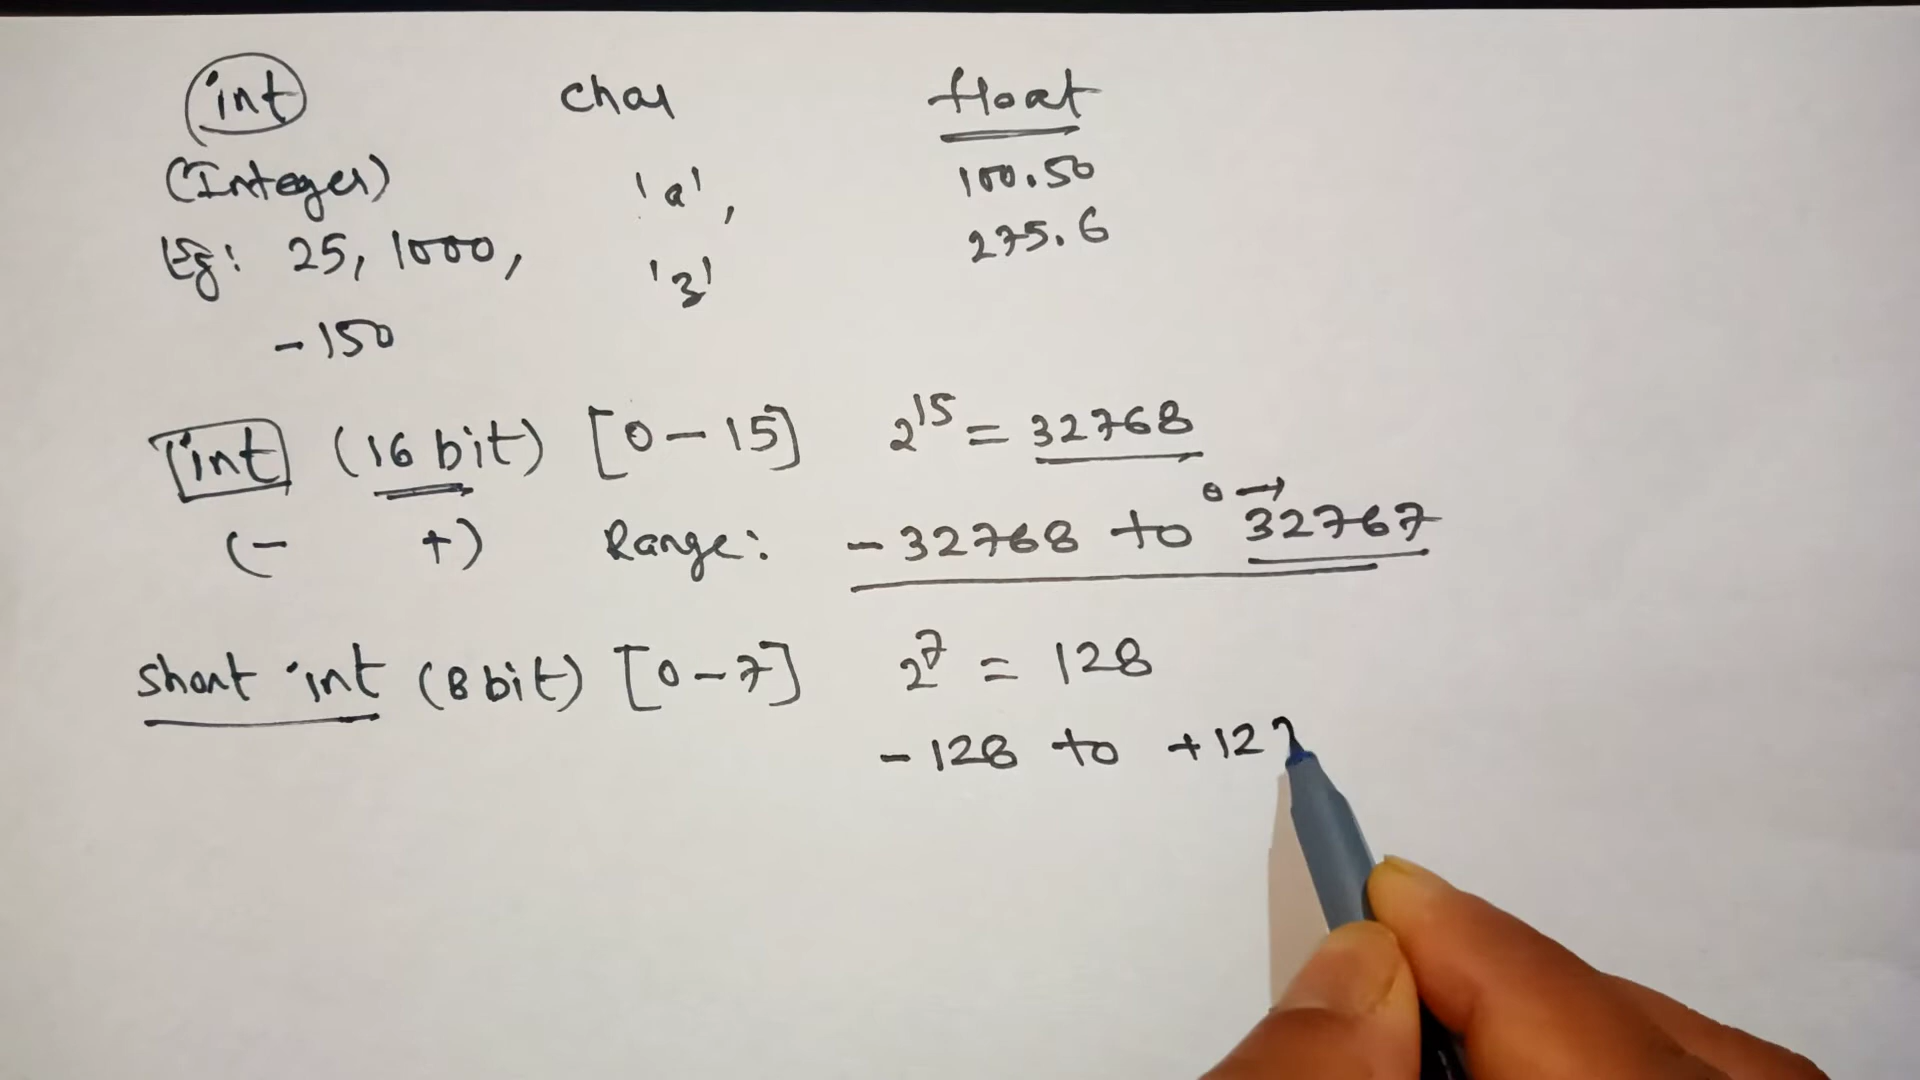 int char float
(Integer) 'a', 100.50
Eg: 25, 1000, 'z' 275.6
-150
int (16 bit) [0-15] 2^15 = 32768
0 →
(- +) Range: -32768 to 32767
short int (8 bit) [0-7] 2^7 = 128
-128 to +127